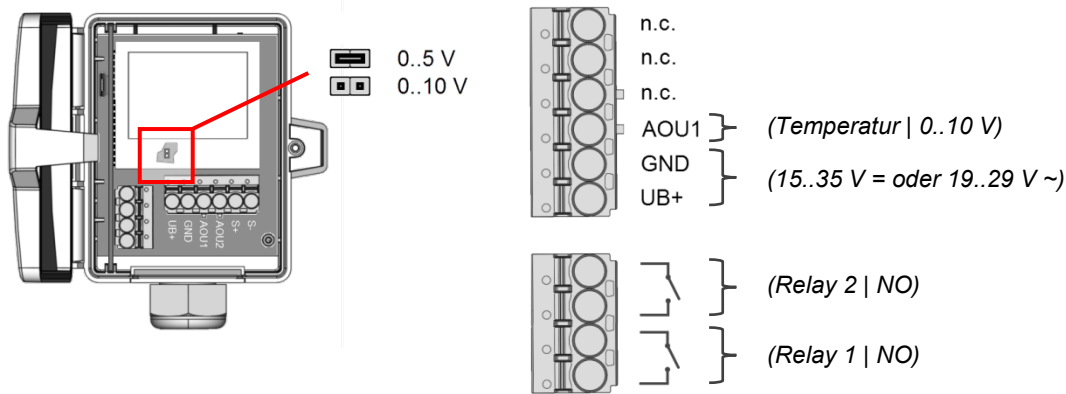 0..5 V
0..10 V
UB+
GND
AOU1
AOU2
S+
S-
n.c.
n.c.
n.c.
AOU1 (Temperatur | 0..10 V)
GND
(15..35 V = oder 19..29 V ~)
UB+
(Relay 2 | NO)
(Relay 1 | NO)